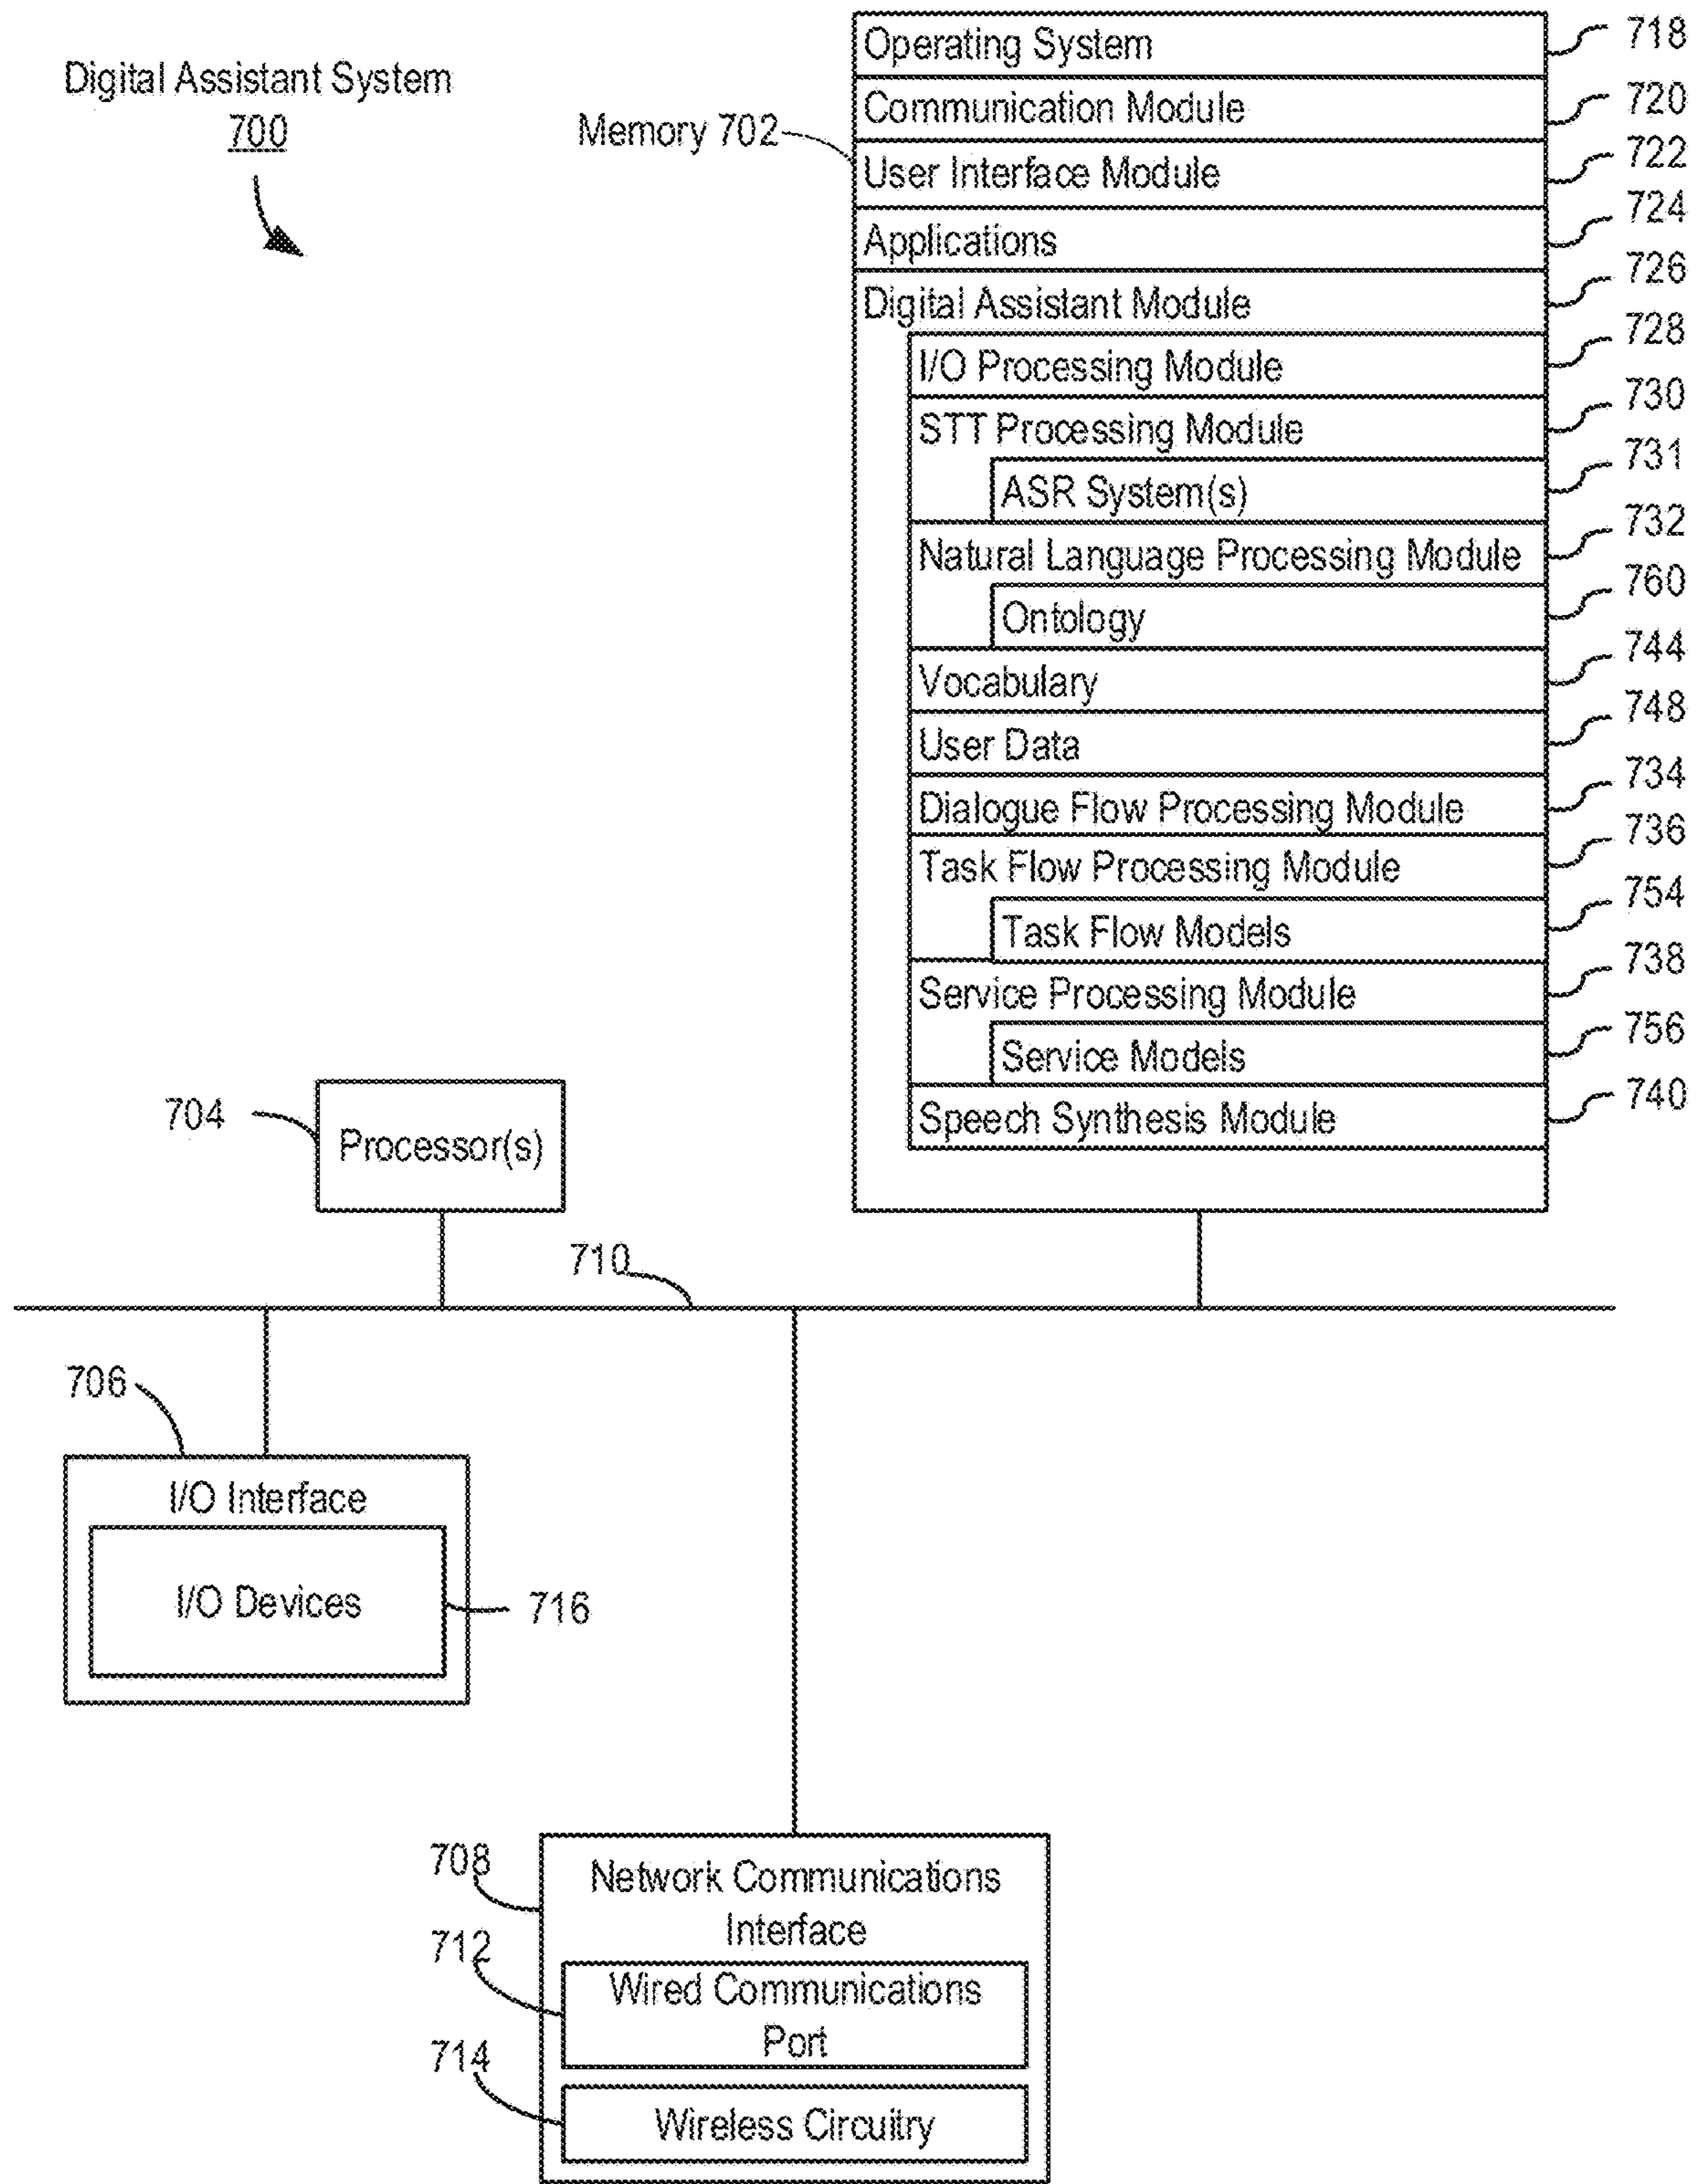 Digital Assistant System
700
Memory 702
Operating System 718
Communication Module 720
User Interface Module 722
Applications 724
Digital Assistant Module 726
I/O Processing Module 728
STT Processing Module 730
ASR System(s) 731
Natural Language Processing Module 732
Ontology 760
Vocabulary 744
User Data 748
Dialogue Flow Processing Module 734
Task Flow Processing Module 736
Task Flow Models 754
Service Processing Module 738
Service Models 756
Speech Synthesis Module 740
704
Processor(s)
710
706
I/O Interface
I/O Devices
716
708
Network Communications
Interface
712
Wired Communications
Port
714
Wireless Circuitry